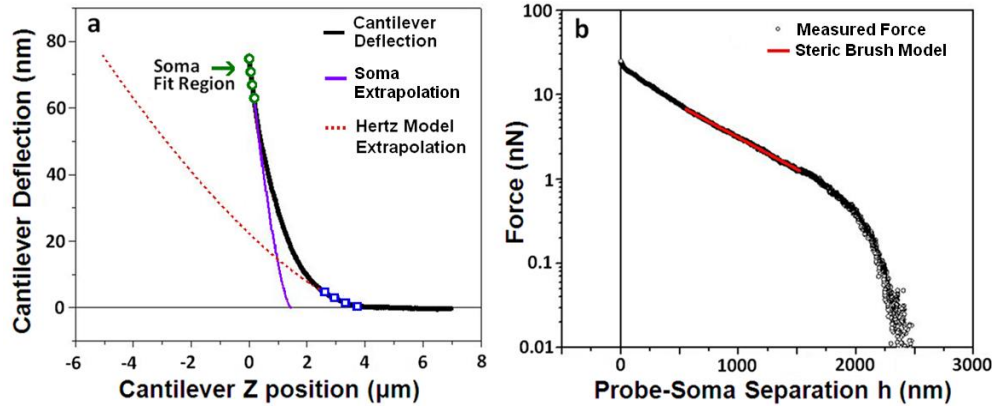 a
Cantilever Deflection (nm)
80
60
40
20
0
Soma
Fit Region
Cantilever
Deflection
Soma
Extrapolation
Hertz Model
Extrapolation
-6
-4
-2
0
2
4
6
8
Cantilever Z position (µm)
b
Force (nN)
100
10
1
0.1
0.01
Measured Force
Steric Brush Model
0
1000
2000
3000
Probe-Soma Separation h (nm)